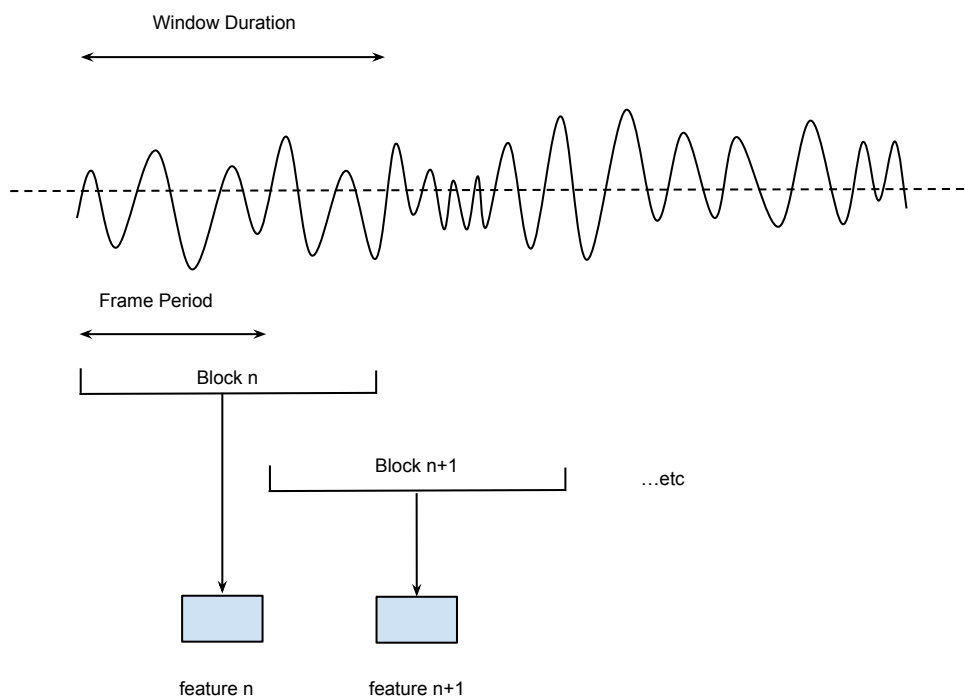 Window Duration
Frame Period
Block n
Block n+1
…etc
feature n
feature n+1